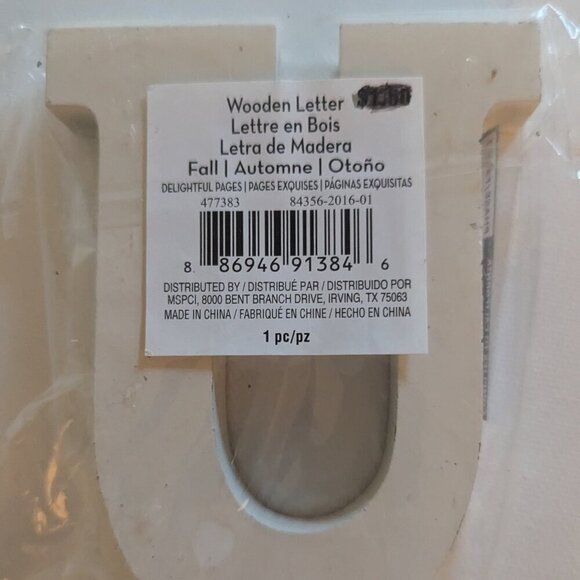 Wooden Letter
Lettre en Bois
Letra de Madera
Fall | Automne | Otoño
DELIGHTFUL PAGES | PAGES EXQUISES | PÁGINAS EXQUISITAS
477383 84356-2016-01
8 86946 91384 6
DISTRIBUTED BY / DISTRIBUÉ PAR / DISTRIBUIDO POR
MSPCI, 8000 BENT BRANCH DRIVE, IRVING, TX 75063
MADE IN CHINA / FABRIQUÉ EN CHINE / HECHO EN CHINA
1 pc/pz